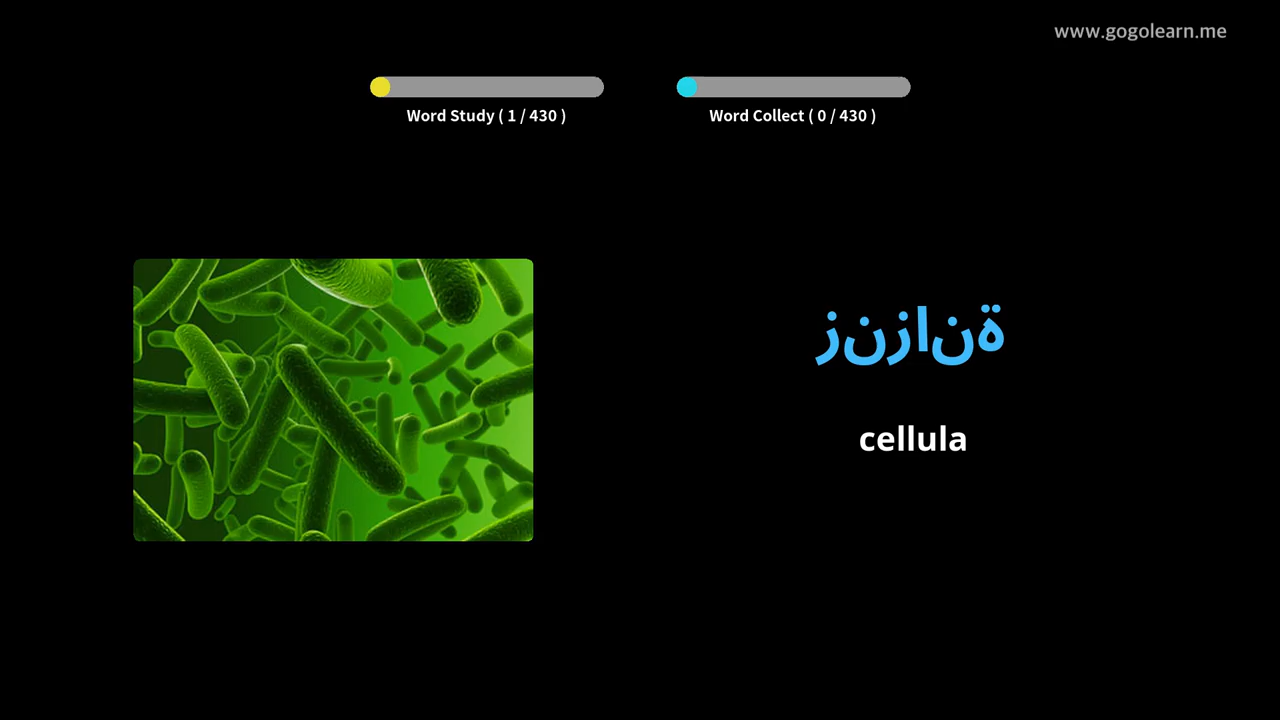 www.gogolearn.me
Word Study ( 1 / 430 )
Word Collect ( 0 / 430 )
زنزانة
cellula